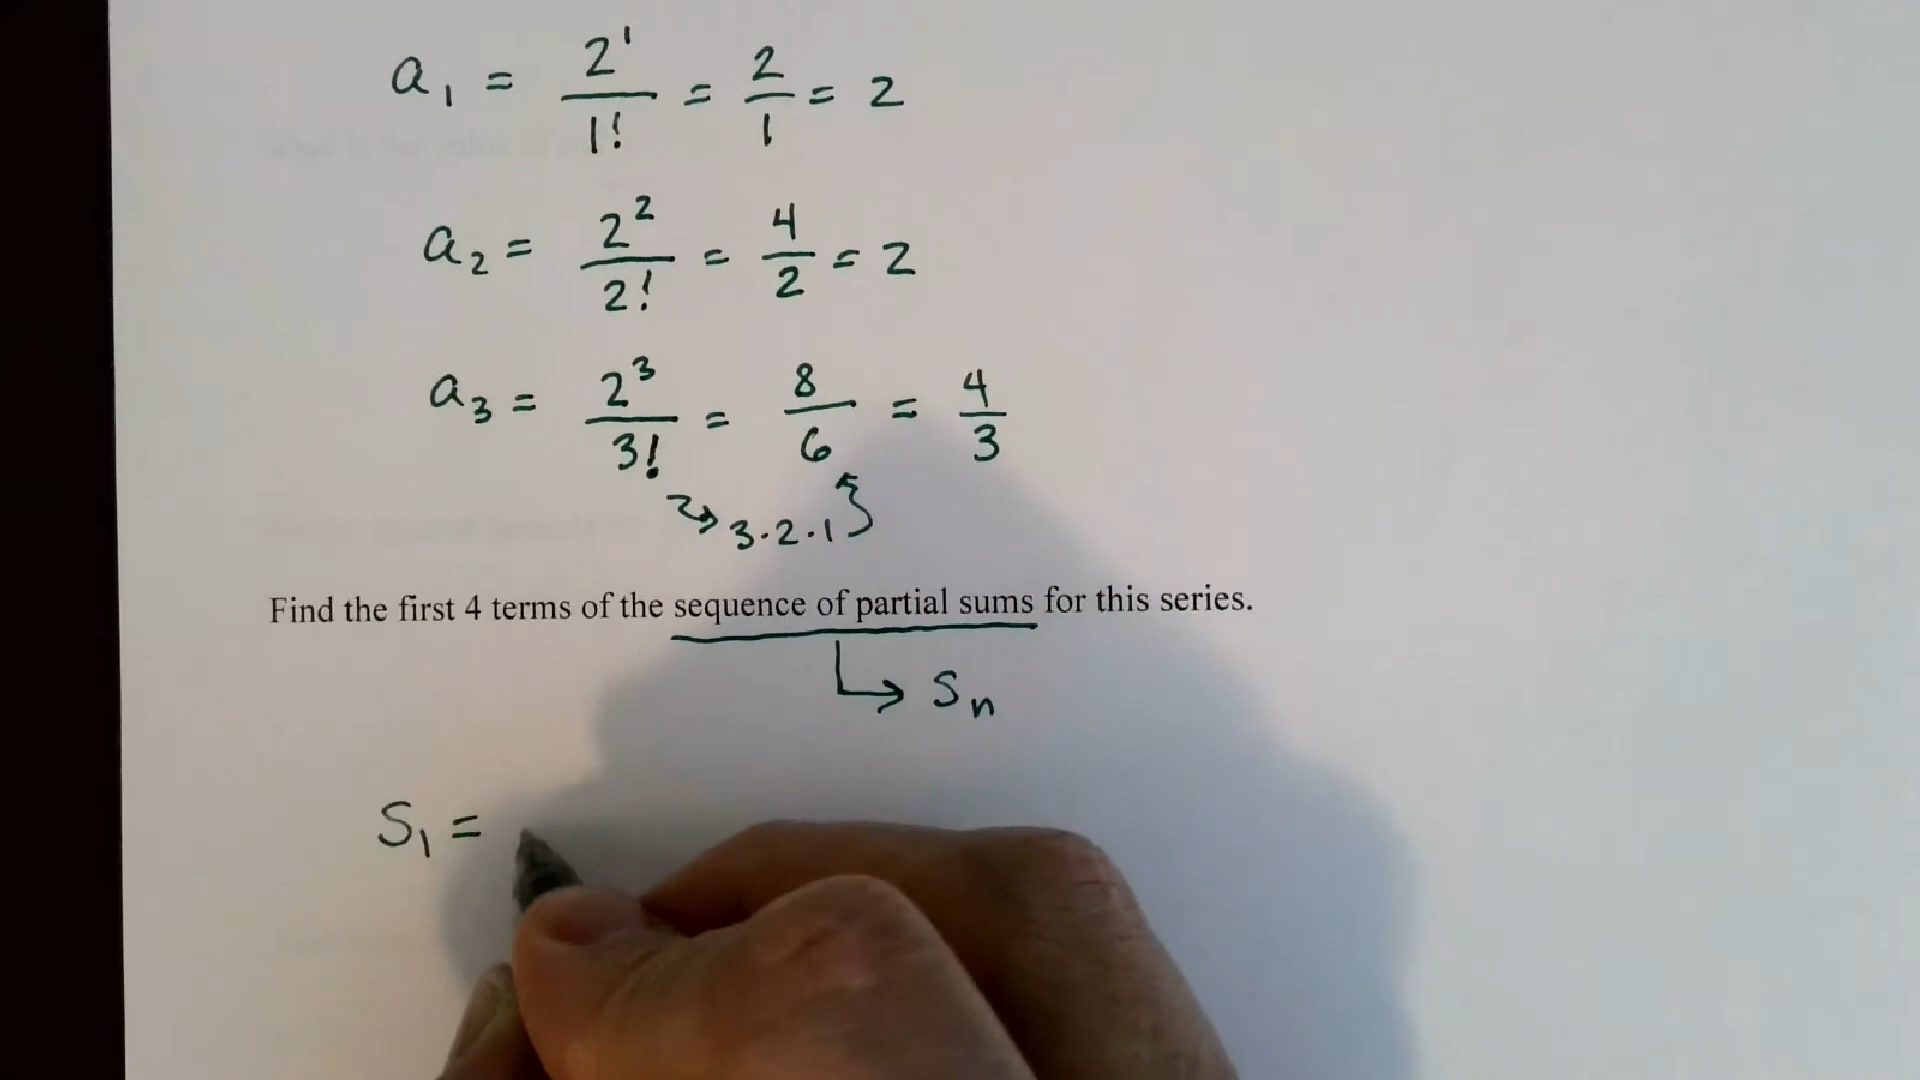 a₁ = 2¹/1! = 2/1 = 2
a₂ = 2²/2! = 4/2 = 2
a₃ = 2³/3! = 8/6 = 4/3
3·2·1
Find the first 4 terms of the sequence of partial sums for this series.
Sₙ
S₁ =